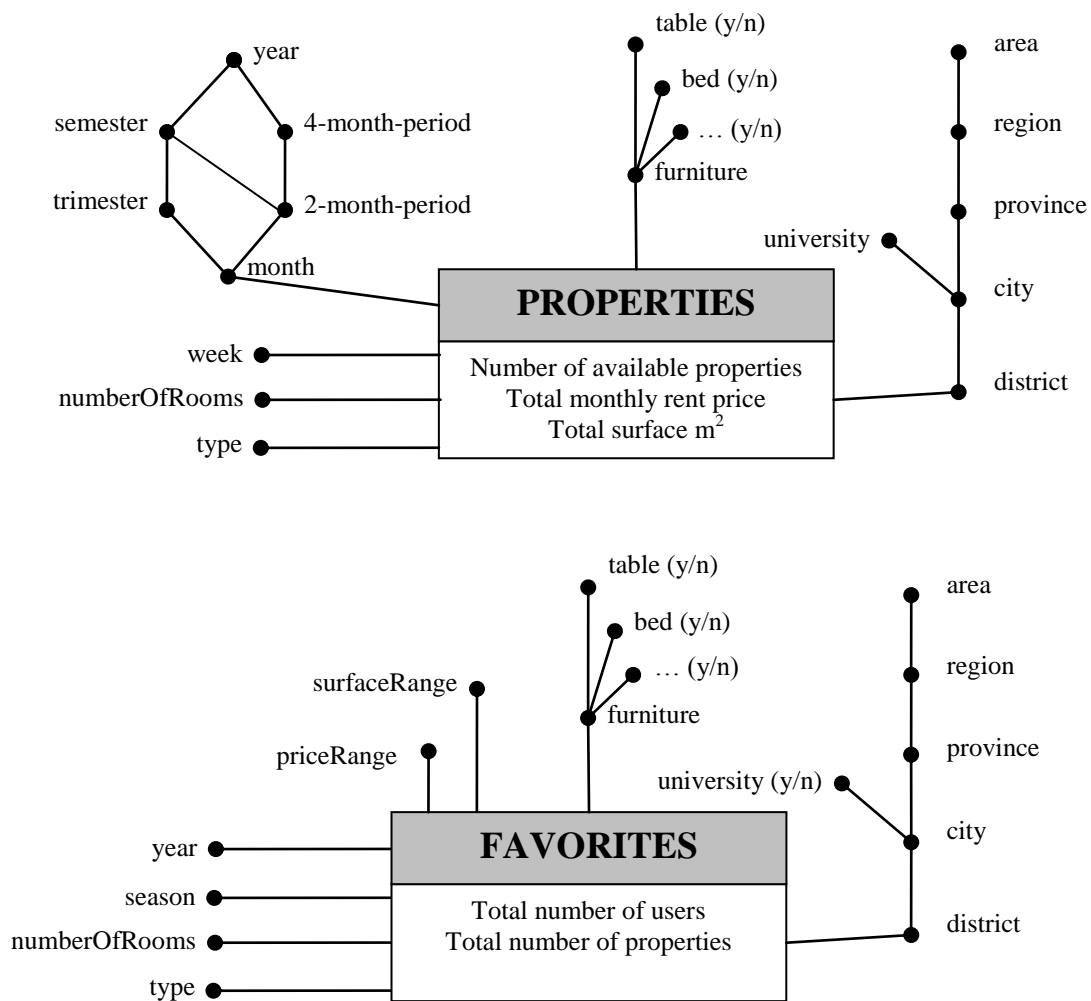 table (y/n)
year
area
bed (y/n)
semester
4-month-period
… (y/n)
region
furniture
trimester
2-month-period
province
university
month
city
PROPERTIES
week
Number of available properties
numberOfRooms
Total monthly rent price
district
Total surface m²
type
table (y/n)
area
bed (y/n)
surfaceRange
… (y/n)
region
furniture
priceRange
province
university (y/n)
city
FAVORITES
year
season
Total number of users
numberOfRooms
Total number of properties
district
type